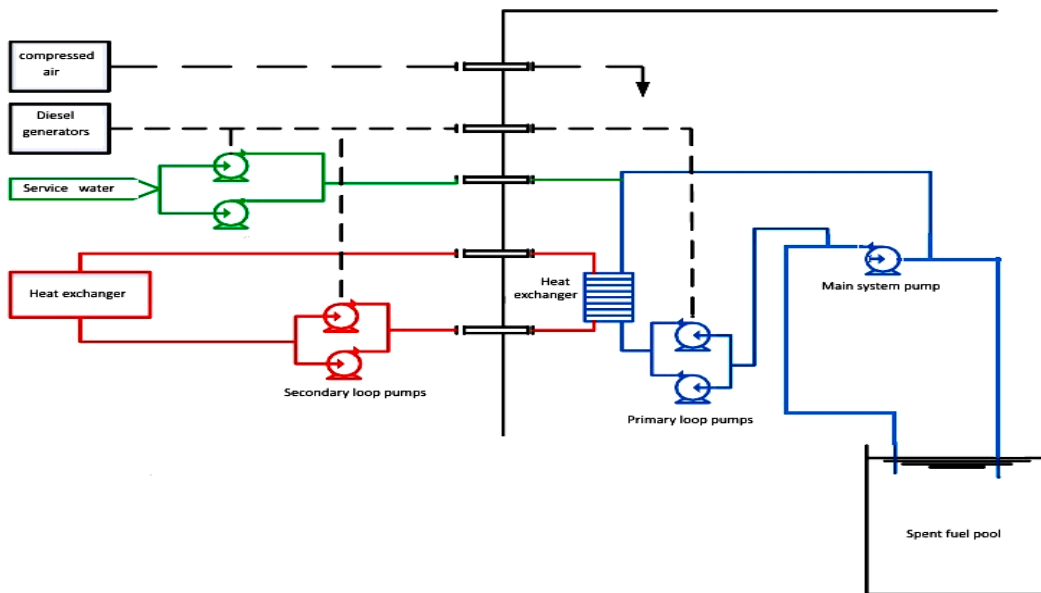 compressed
air
Diesel
generators
Service water
Heat exchanger
Secondary loop pumps
Heat
exchanger
Primary loop pumps
Main system pump
Spent fuel pool